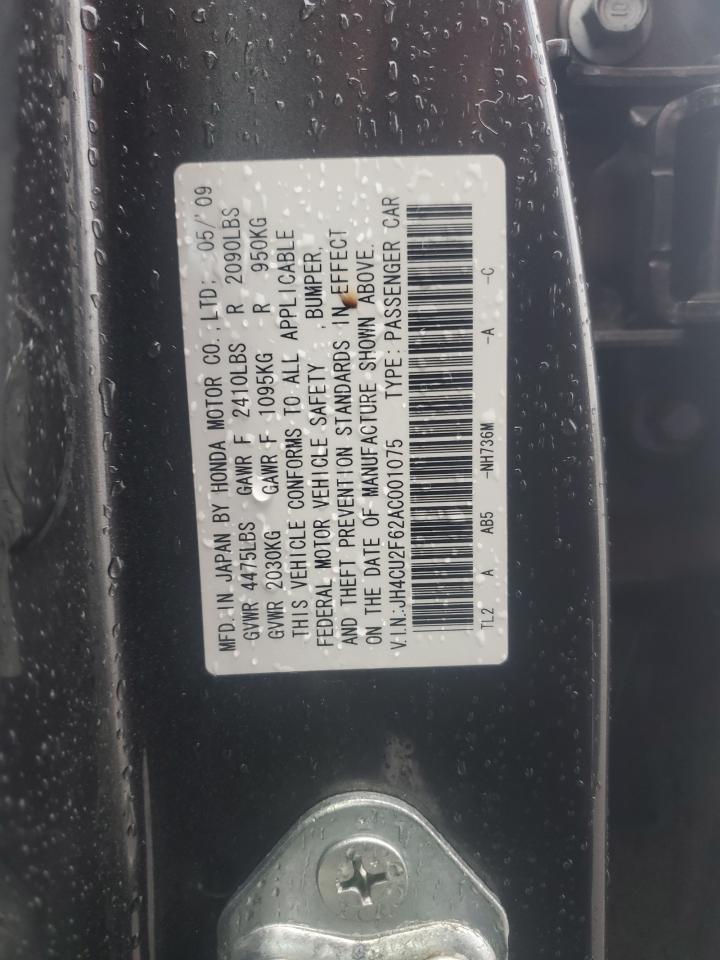 MFD. IN JAPAN BY HONDA MOTOR CO., LTD; 05/'09
GVWR 4475LBS GAWR F 2410LBS R 2090LBS
GVWR 2030KG GAWR F 1095KG R 950KG
THIS VEHICLE CONFORMS TO ALL APPLICABLE
FEDERAL MOTOR VEHICLE SAFETY , BUMPER,
AND THEFT PREVENTION STANDARDS IN EFFECT
ON THE DATE OF MANUFACTURE SHOWN ABOVE.
V.I.N.:JH4CU2F62AC001075 TYPE:PASSENGER CAR
TL2 A AB5 -NH736M -A -C
10